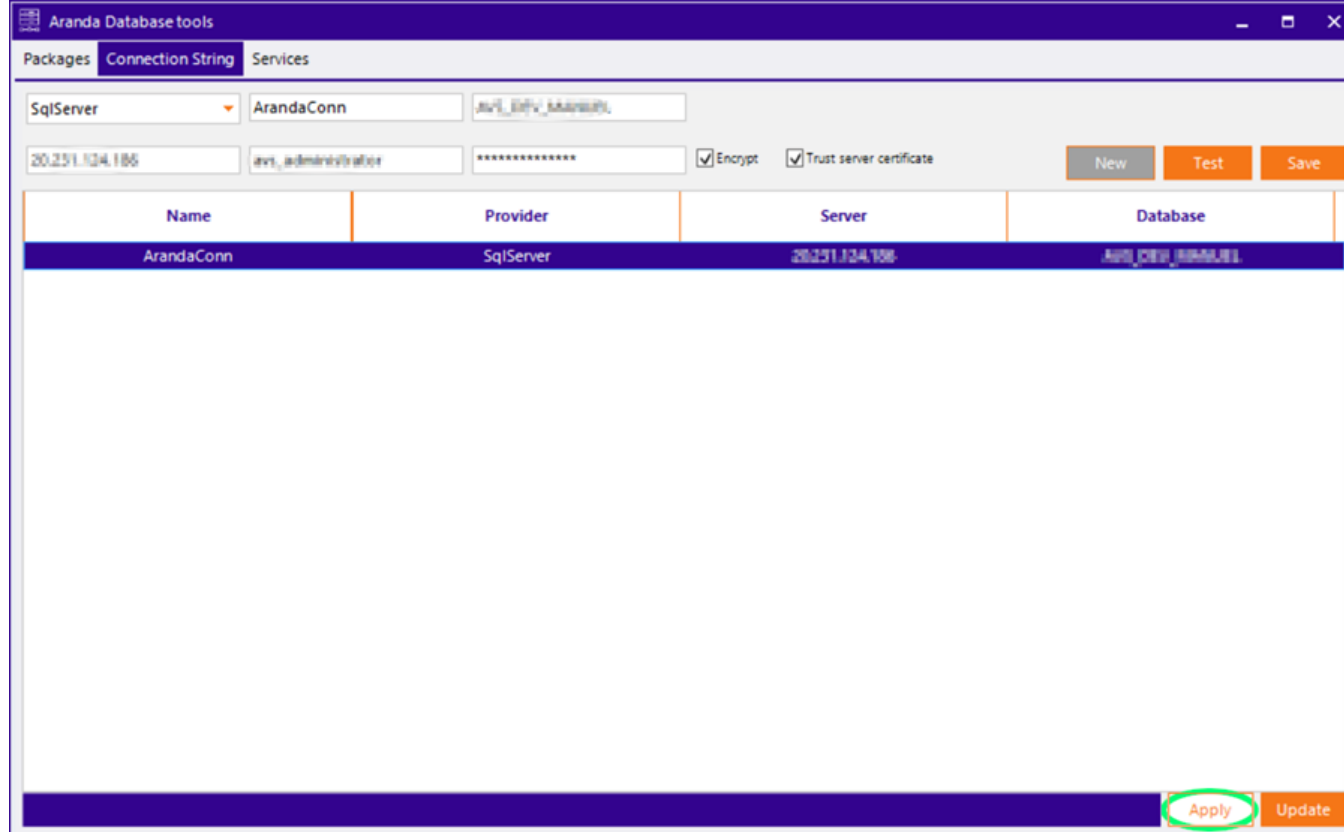 Aranda Database tools
Packages Connection String Services
SqlServer ArandaConn
************** Encrypt Trust server certificate New Test Save
Name Provider Server Database
ArandaConn SqlServer
Apply Update